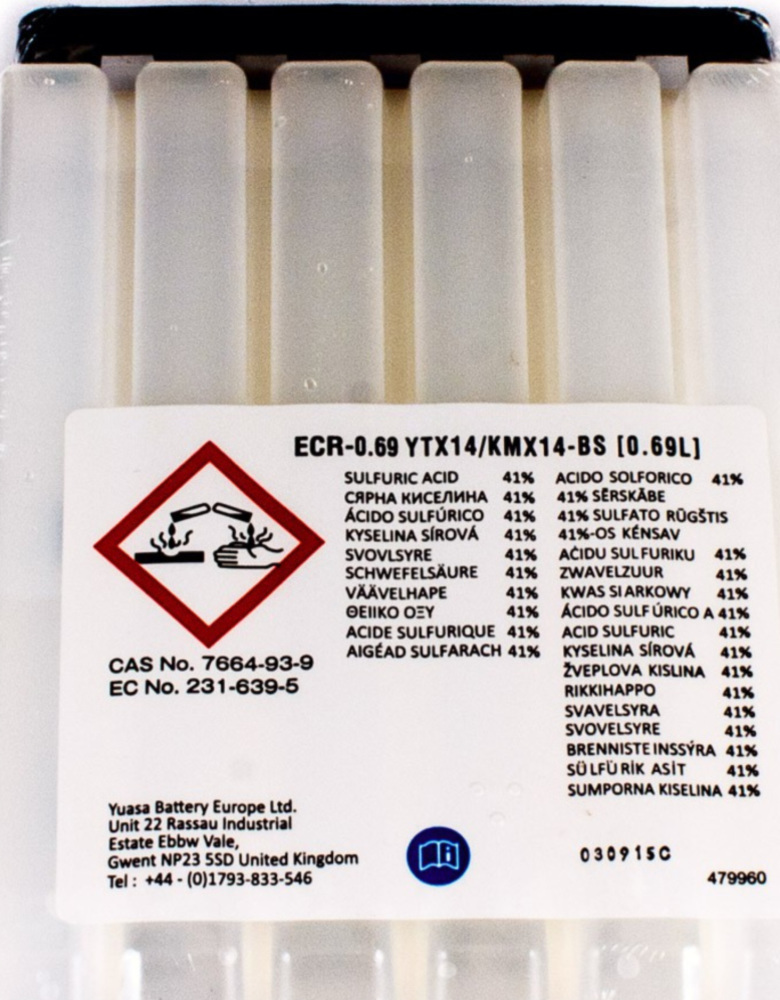 ECR-0.69 YTX14/KMX14-BS [0.69L]
SULFURIC ACID 41%
СЯРНА КИСЕЛИНА 41%
ÁCIDO SULFÚRICO 41%
KYSELINA SÍROVÁ 41%
SVOVLSYRE 41%
SCHWEFELSÄURE 41%
VÄÄVELHAPE 41%
ΘΕΙΙΚΟ ΟΞΥ 41%
ACIDE SULFURIQUE 41%
AIGÉAD SULFARACH 41%
ACIDO SOLFORICO 41%
41% SĒRSKĀBE
41% SULFATO RŪGŠTIS
41%-OS KÉNSAV
AĊIDU SULFURIKU 41%
ZWAVELZUUR 41%
KWAS SIARKOWY 41%
ÁCIDO SULFÚRICO A 41%
ACID SULFURIC 41%
KYSELINA SÍROVÁ 41%
ŽVEPLOVA KISLINA 41%
RIKKIHAPPO 41%
SVAVELSYRA 41%
SVOVELSYRE 41%
BRENNISTEINSSÝRA 41%
SÜLFÜRİK ASİT 41%
SUMPORNA KISELINA 41%
CAS No. 7664-93-9
EC No. 231-639-5
Yuasa Battery Europe Ltd.
Unit 22 Rassau Industrial
Estate Ebbw Vale,
Gwent NP23 5SD United Kingdom
Tel : +44 - (0)1793-833-546
030915C
479960